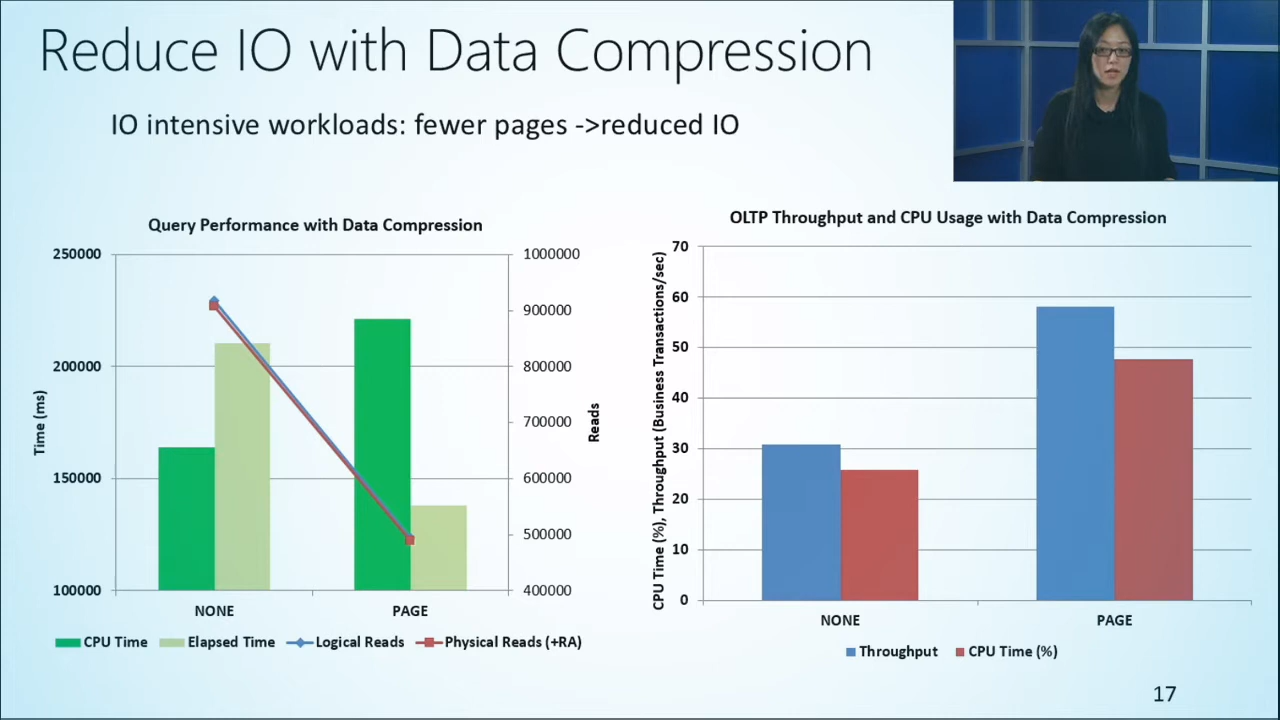 Reduce IO with Data Compression
IO intensive workloads: fewer pages ->reduced IO
Query Performance with Data Compression
250000
200000
150000
100000
Time (ms)
1000000
900000
800000
700000
600000
500000
400000
Reads
NONE
PAGE
CPU Time
Elapsed Time
Logical Reads
Physical Reads (+RA)
OLTP Throughput and CPU Usage with Data Compression
CPU Time (%), Throughput (Business Transactions/sec)
70
60
50
40
30
20
10
0
NONE
PAGE
Throughput
CPU Time (%)
17